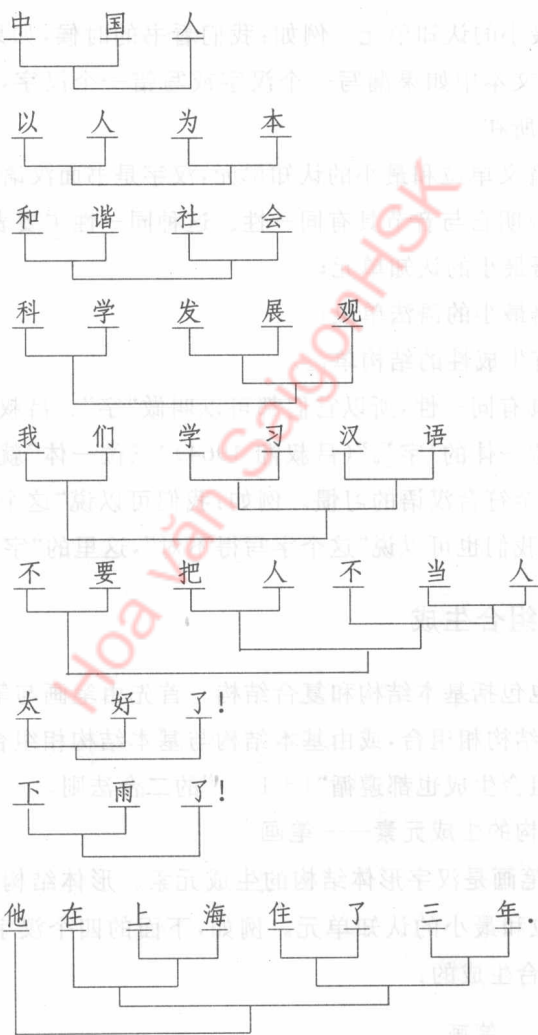 中 国 人
以 人 为 本
和 谐 社 会
科 学 发 展 观
我 们 学 习 汉 语
不 要 把 人 不 当 人
太 好 了!
下 雨 了!
他 在 上 海 住 了 三 年.
Hoa văn SaigonHSK